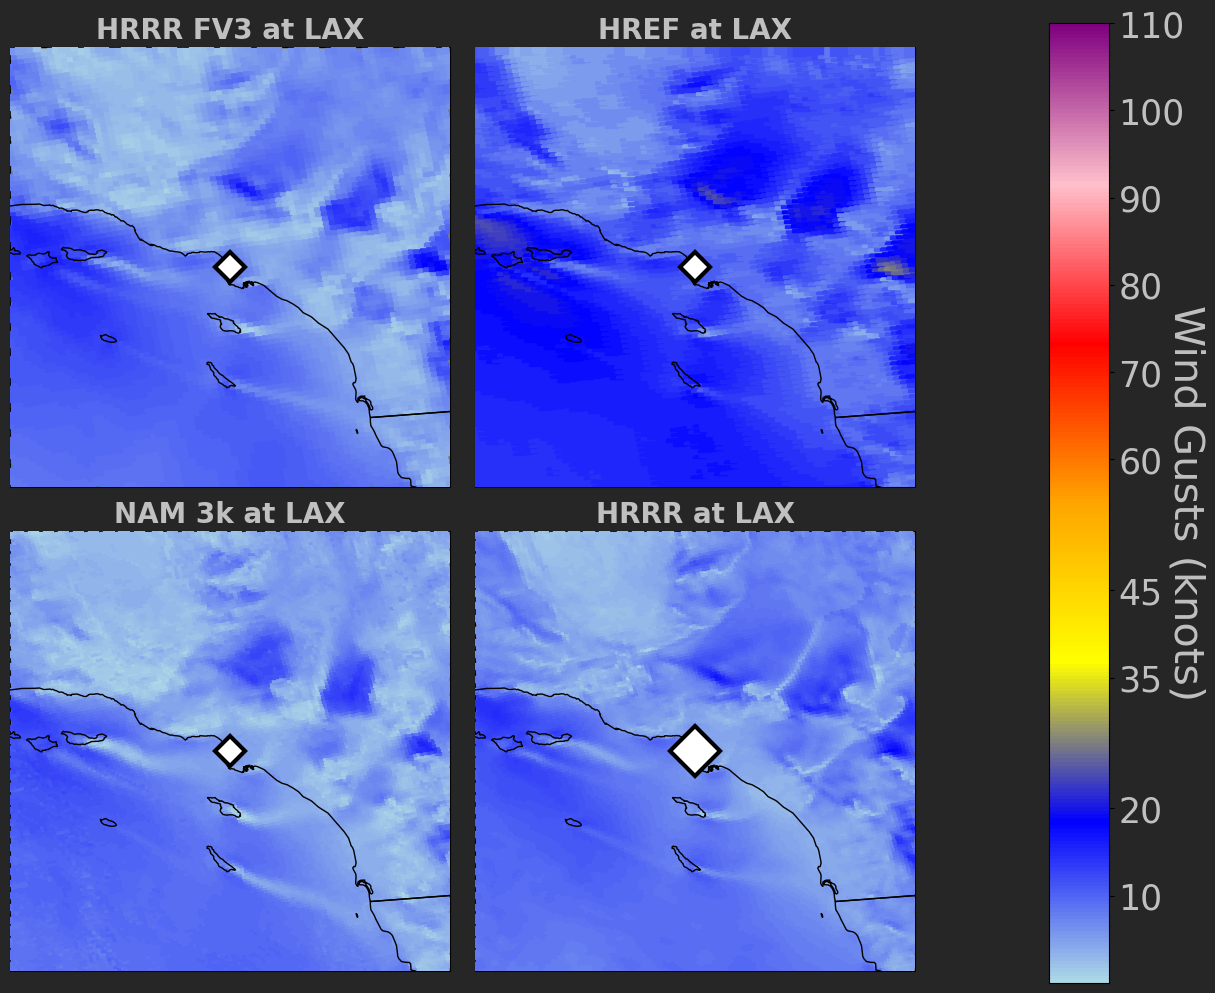 HRRR FV3 at LAX
HREF at LAX
NAM 3k at LAX
HRRR at LAX
110
100
90
80
70
60
45
35
20
10
Wind Gusts (knots)